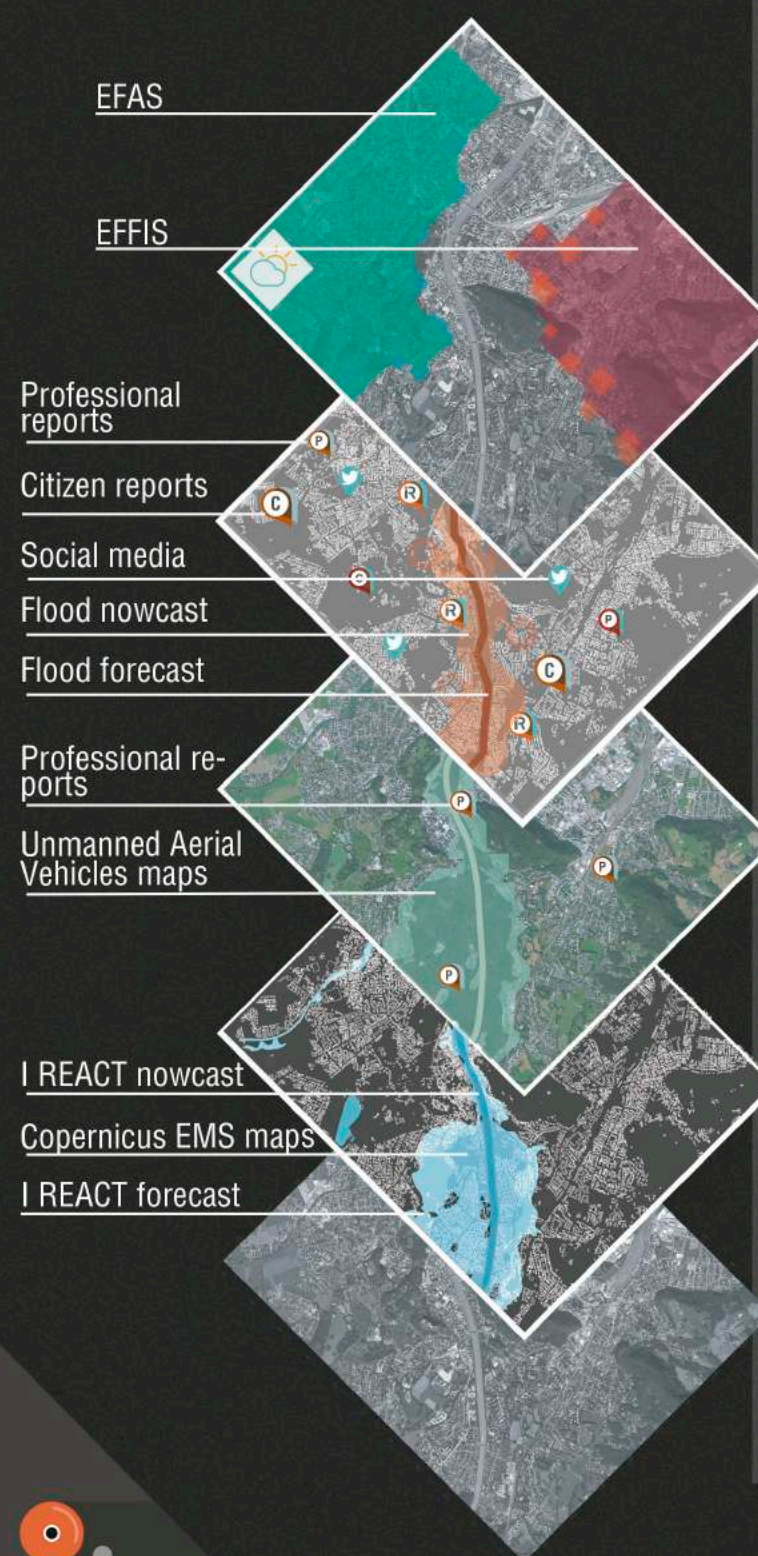 EFAS
EFFIS
Professional
reports
P
Citizen reports
C
R
Social media
C
P
Flood nowcast
R
Flood forecast
C
R
Professional re-
ports
P
Unmanned Aerial
Vehicles maps
P
P
I REACT nowcast
Copernicus EMS maps
I REACT forecast